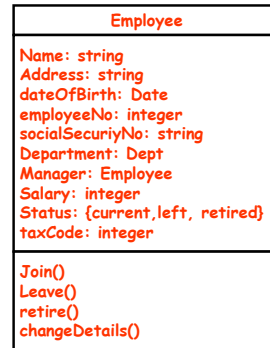 Employee
Name: string
Address: string
dateOfBirth: Date
employeeNo: integer
socialSecuriyNo: string
Department: Dept
Manager: Employee
Salary: integer
Status: {current,left, retired}
taxCode: integer
Join()
Leave()
retire()
changeDetails()